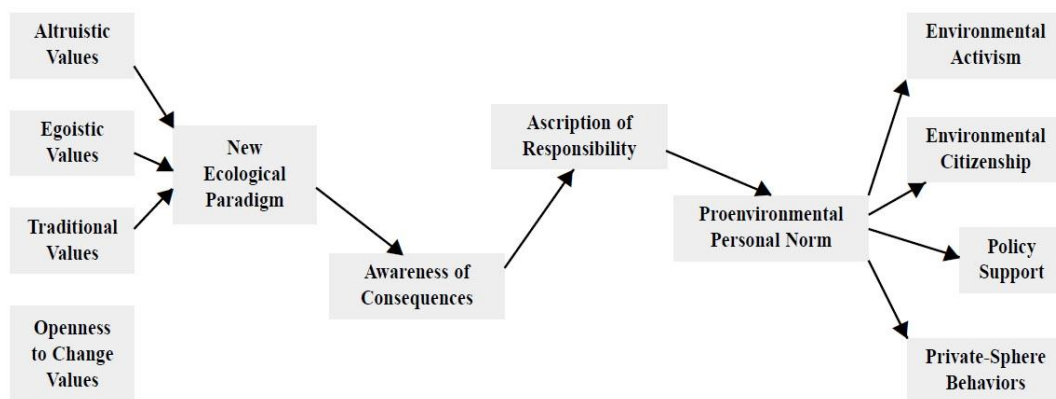 Altruistic
Values
Egoistic
Values
Traditional
Values
Openness
to Change
Values
New
Ecological
Paradigm
Awareness of
Consequences
Ascription of
Responsibility
Proenvironmental
Personal Norm
Environmental
Activism
Environmental
Citizenship
Policy
Support
Private-Sphere
Behaviors